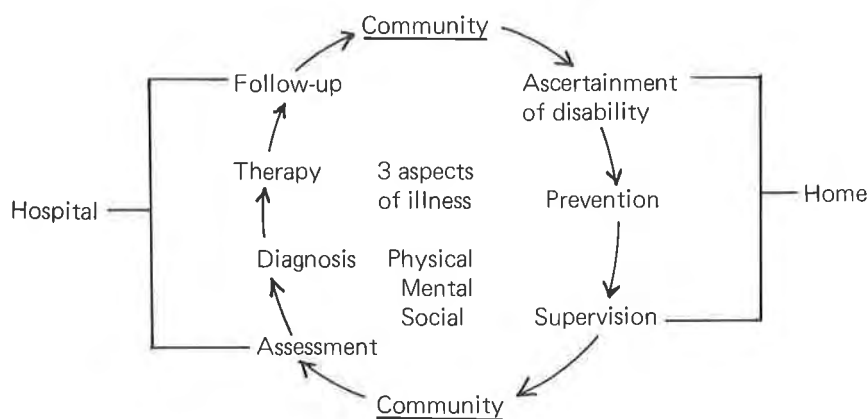 Community
Follow-up
Ascertainment
of disability
Therapy
3 aspects
of illness
Prevention
Hospital
Home
Diagnosis
Physical
Mental
Social
Supervision
Assessment
Community